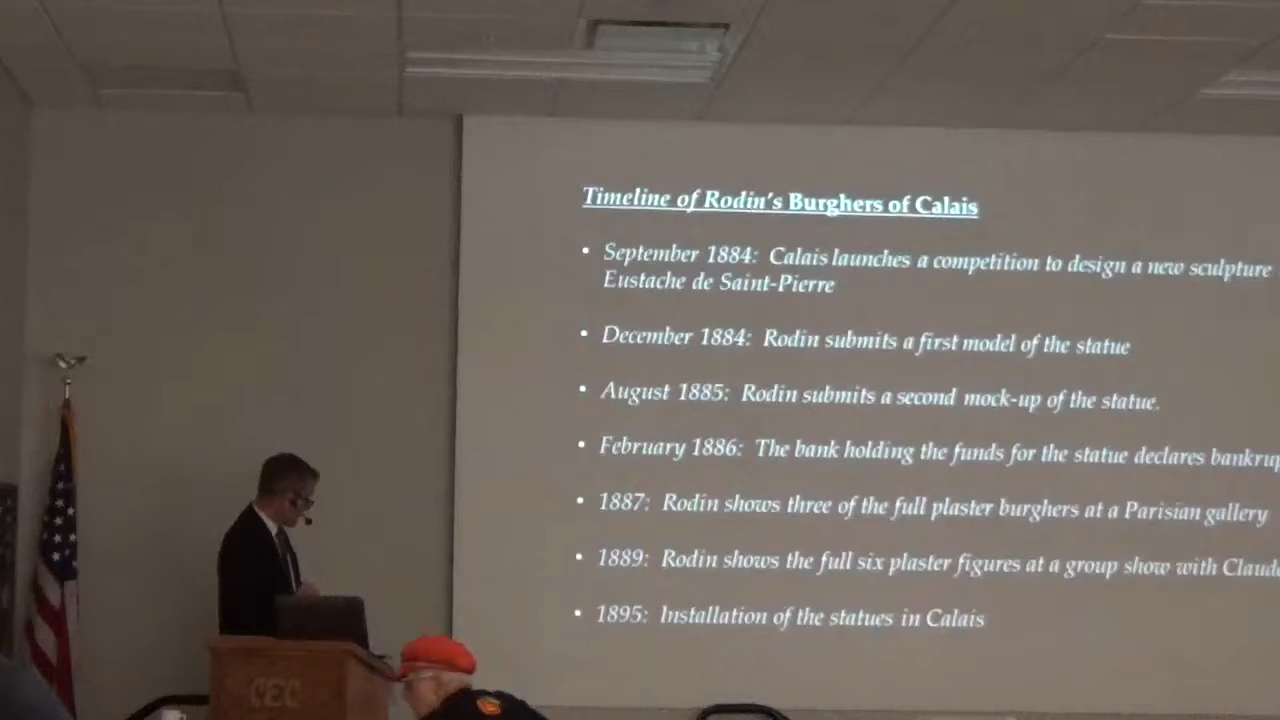 Timeline of Rodin's Burghers of Calais
• September 1884: Calais launches a competition to design a new sculpture
Eustache de Saint-Pierre
• December 1884: Rodin submits a first model of the statue
• August 1885: Rodin submits a second mock-up of the statue.
• February 1886: The bank holding the funds for the statue declares
• 1887: Rodin shows three of the full plaster burghers at a Parisian gallery
• 1889: Rodin shows the full six plaster figures at a group show with
• 1895: Installation of the statues in Calais
CEC